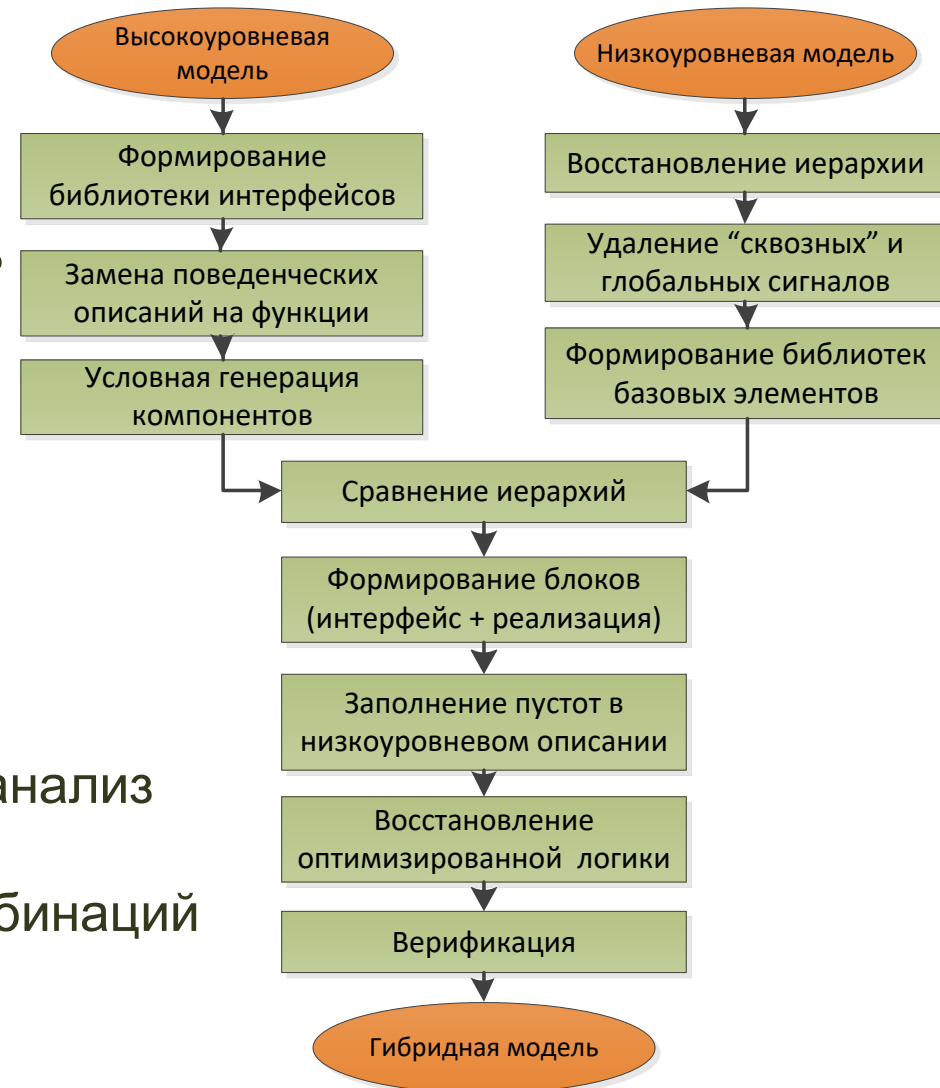 Высокоуровневая
модель
Низкоуровневая модель
Формирование
библиотеки интерфейсов
Восстановление иерархии
Замена поведенческих
описаний на функции
Удаление “сквозных” и
глобальных сигналов
Условная генерация
компонентов
Формирование библиотек
базовых элементов
Сравнение иерархий
Формирование блоков
(интерфейс + реализация)
Заполнение пустот в
низкоуровневом описании
анализ
Восстановление
оптимизированной логики
бинаций
Верификация
Гибридная модель